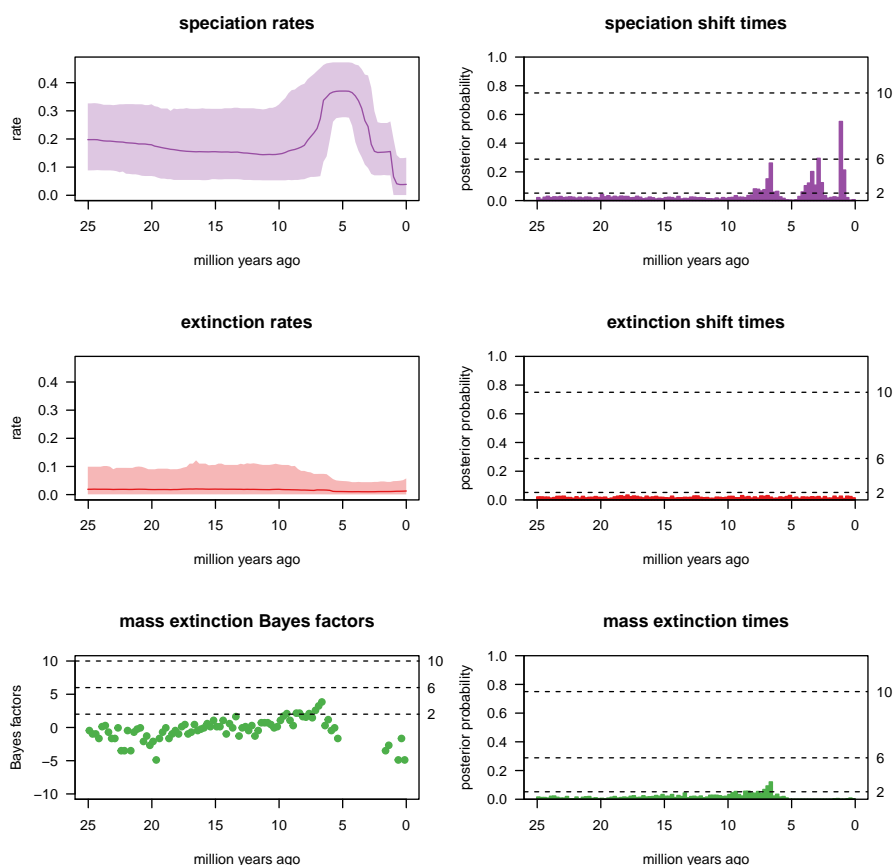 speciation rates
0.4
0.3
0.2
0.1
0.0
rate
25 20 15 10 5 0
million years ago
speciation shift times
1.0
0.8
0.6
0.4
0.2
0.0
posterior probability
10
6
2
25 20 15 10 5 0
million years ago
extinction rates
0.4
0.3
0.2
0.1
0.0
rate
25 20 15 10 5 0
million years ago
extinction shift times
1.0
0.8
0.6
0.4
0.2
0.0
posterior probability
10
6
2
25 20 15 10 5 0
million years ago
mass extinction Bayes factors
10
5
0
−5
−10
Bayes factors
10
6
2
25 20 15 10 5 0
million years ago
mass extinction times
1.0
0.8
0.6
0.4
0.2
0.0
posterior probability
10
6
2
25 20 15 10 5 0
million years ago